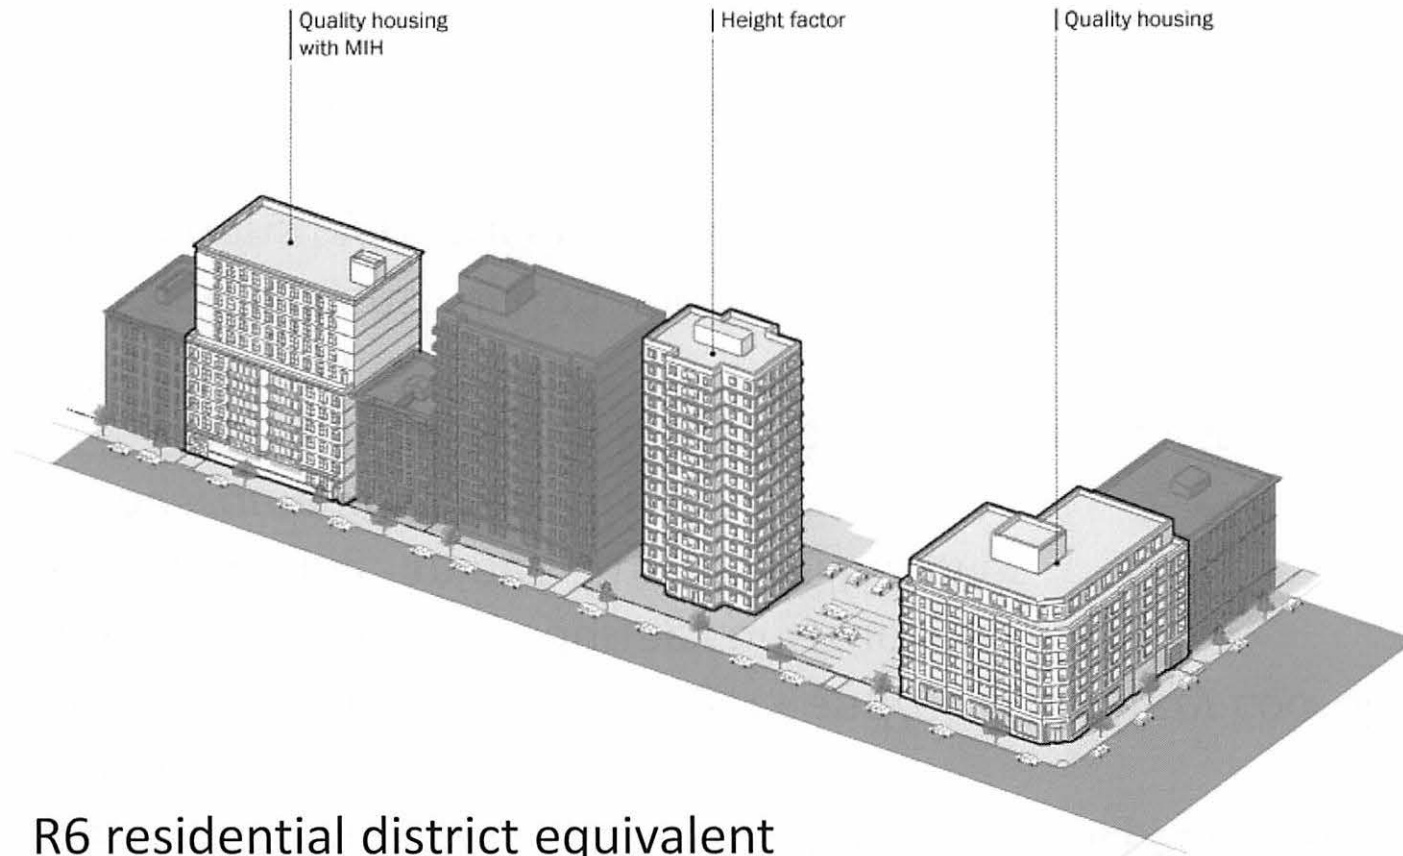 Quality housing
with MIH
Height factor
Quality housing
R6 residential district equivalent